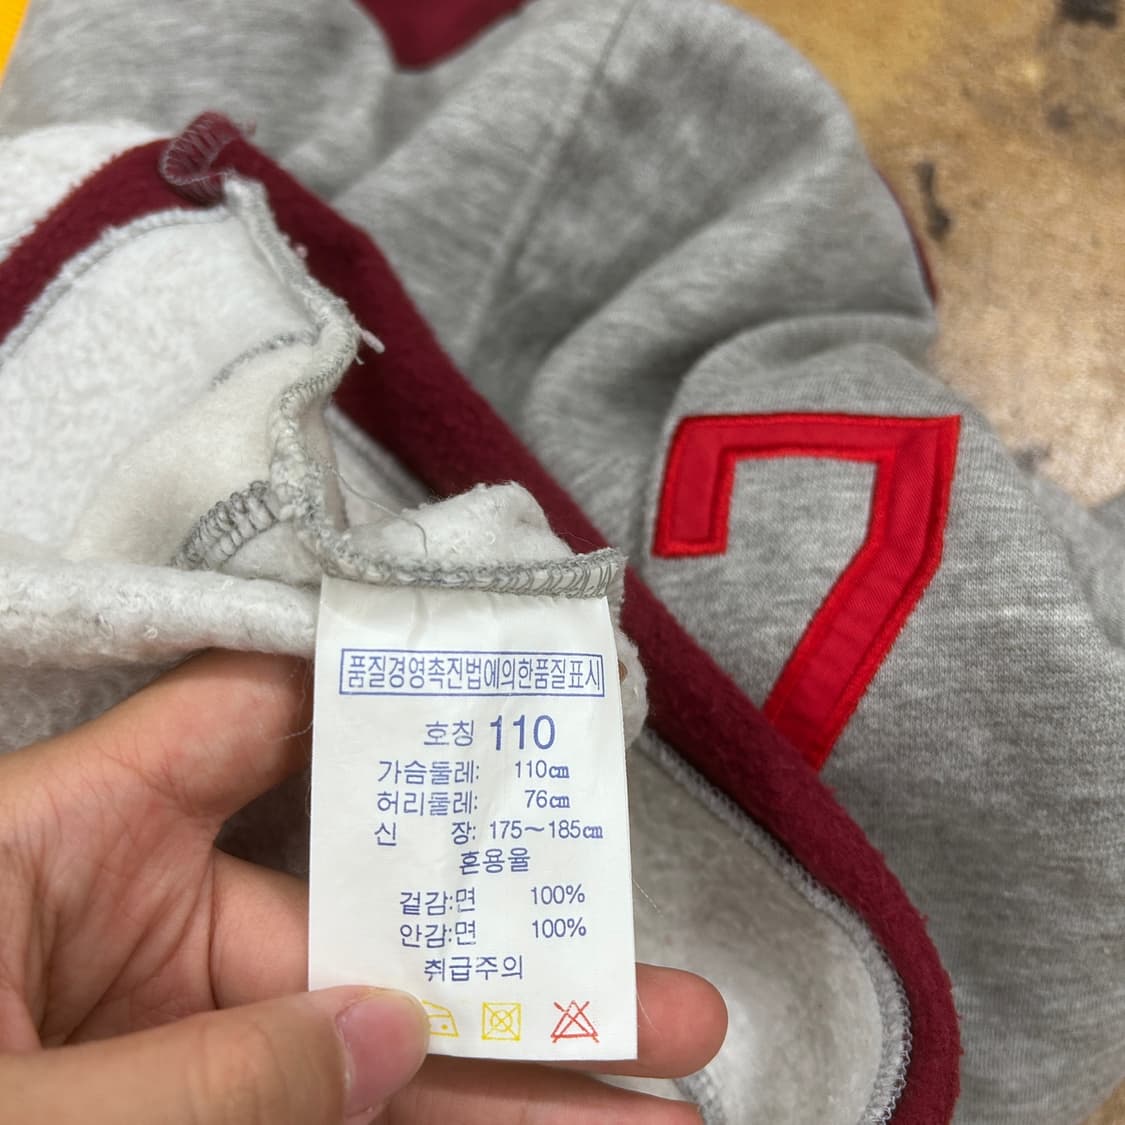 품질경영촉진법에의한품질표시
호칭 110
가슴둘레: 110㎝
허리둘레: 76㎝
신 장: 175~185㎝
혼용율
겉감:면 100%
안감:면 100%
취급주의
7